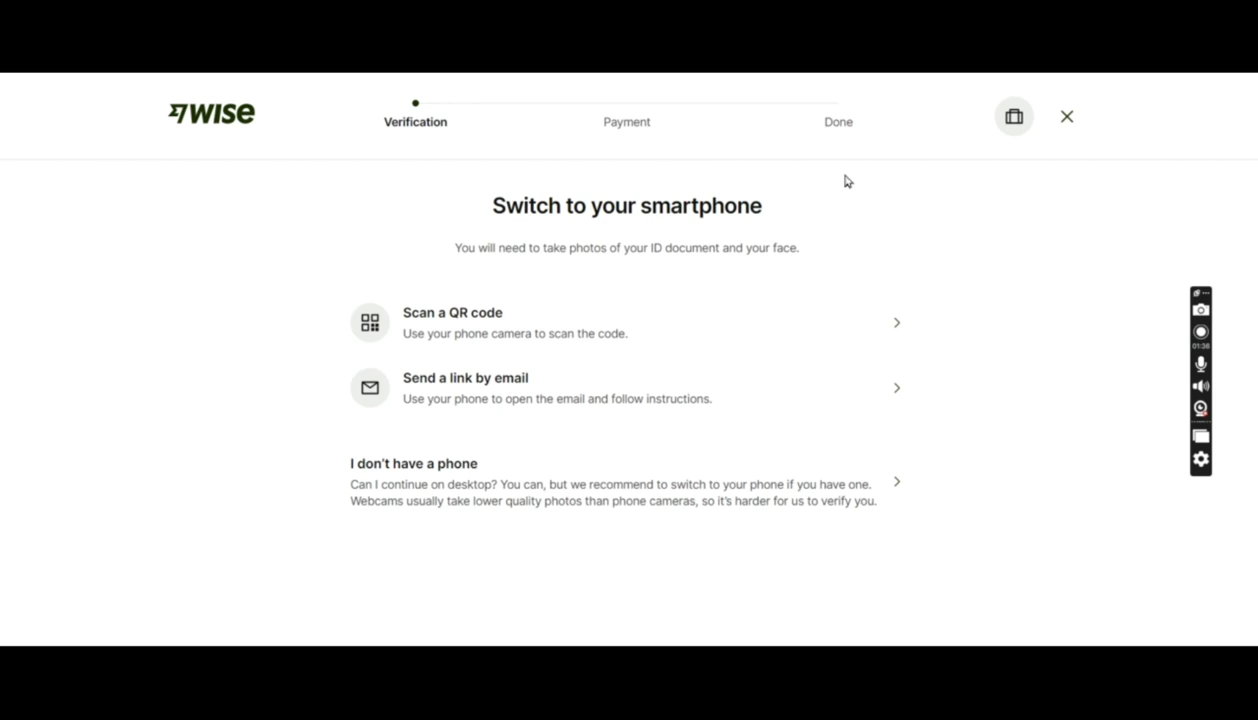 WISE
Verification
Payment
Done
Switch to your smartphone
You will need to take photos of your ID document and your face.
Scan a QR code
Use your phone camera to scan the code.
Send a link by email
Use your phone to open the email and follow instructions.
I don't have a phone
Can I continue on desktop? You can, but we recommend to switch to your phone if you have one.
Webcams usually take lower quality photos than phone cameras, so it's harder for us to verify you.
01:36